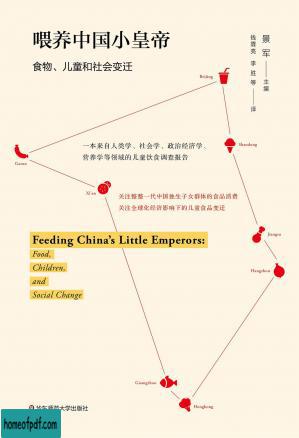 喂养中国小皇帝
食物、儿童和社会变迁
景军 主编
钱霖亮 李胜等 译
Beijing
一本来自人类学、社会学、政治经济学、
营养学等领域的儿童饮食调查报告
Shandong
Gansu
Xi'an
关注整整一代中国独生子女群体的食品消费
关注全球化经济影响下的儿童食品变迁
Jiangsu
Feeding China's Little Emperors:
Food,
Children,
and
Social Change
Hangzhou
Guangzhou
Hongkong
华东师范大学出版社
homeofpdf.com